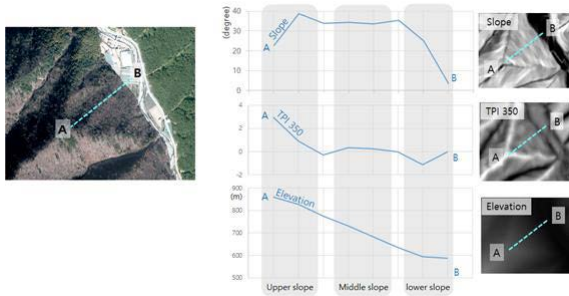 A
B
(degree)
40
30
20
10
0
A
Slope
B
4
2
0
-2
A
TPI 350
B
900
(m)
800
700
600
500
A
Elevation
B
Upper slope
Middle slope
lower slope
Slope
A
B
TPI 350
A
B
Elevation
A
B